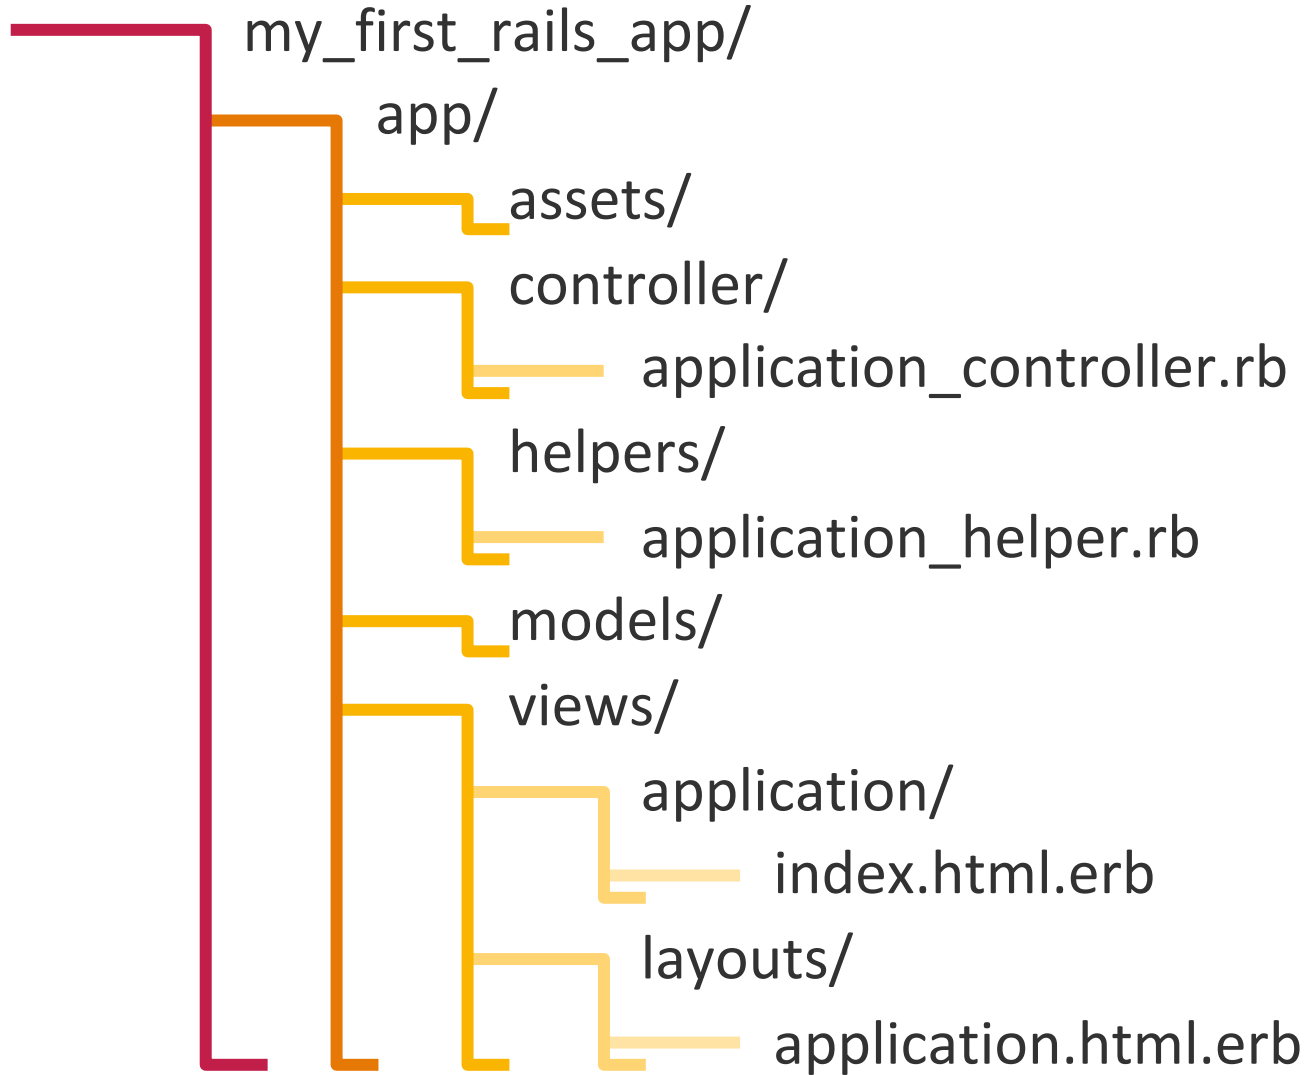 my_first_rails_app/
app/
assets/
controller/
application_controller.rb
helpers/
application_helper.rb
models/
views/
application/
index.html.erb
layouts/
application.html.erb